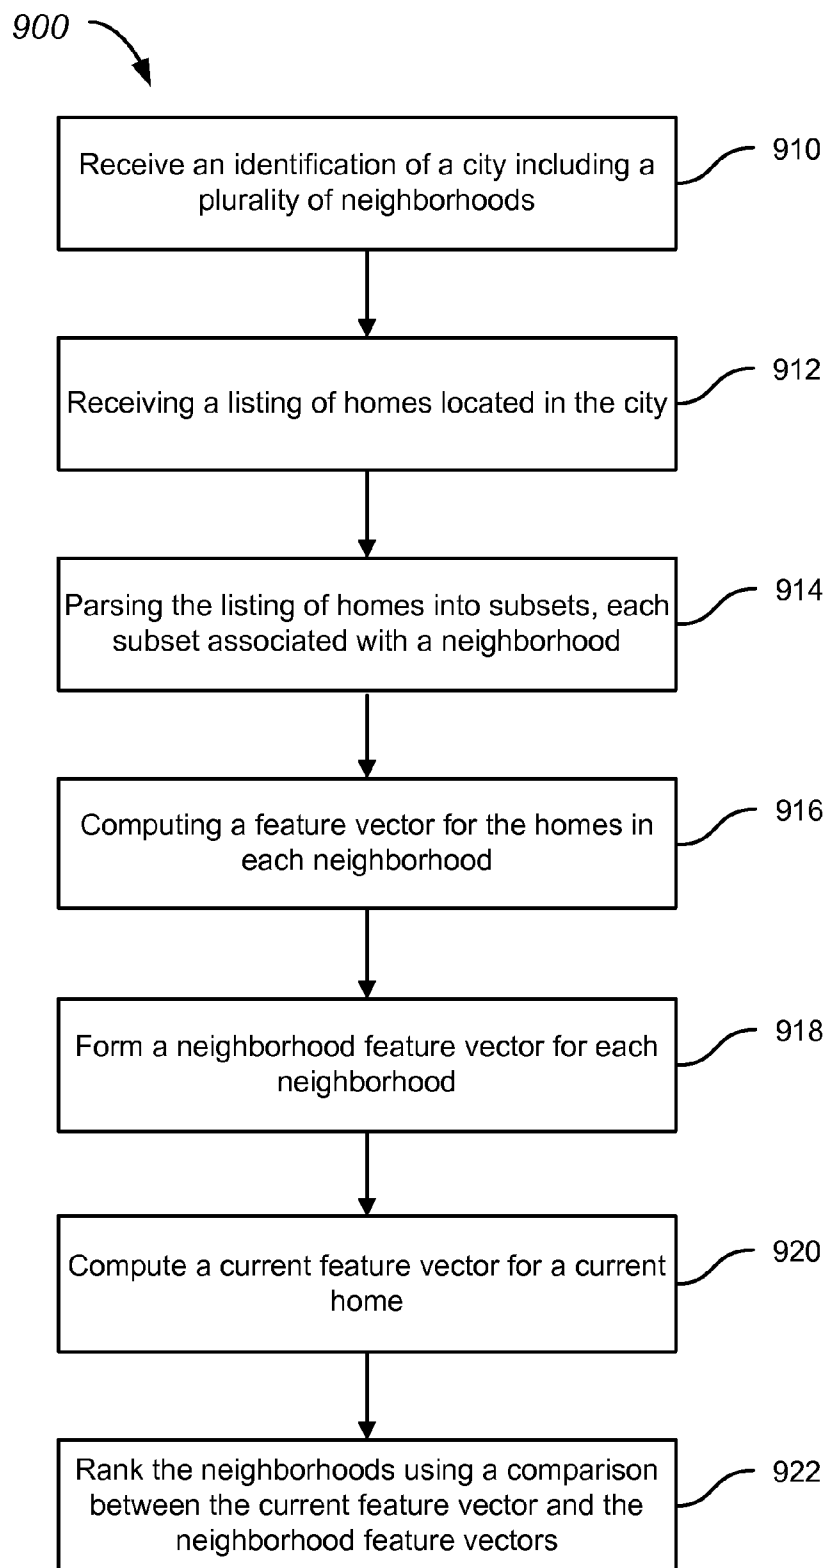 900
Receive an identification of a city including a
plurality of neighborhoods
910
Receiving a listing of homes located in the city
912
Parsing the listing of homes into subsets, each
subset associated with a neighborhood
914
Computing a feature vector for the homes in
each neighborhood
916
Form a neighborhood feature vector for each
neighborhood
918
Compute a current feature vector for a current
home
920
Rank the neighborhoods using a comparison
between the current feature vector and the
neighborhood feature vectors
922